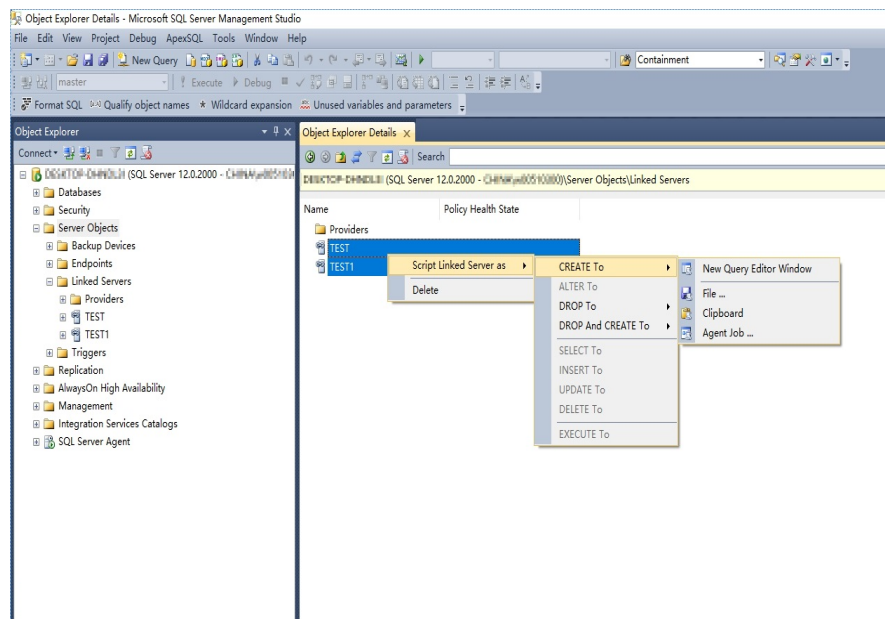 Object Explorer Details - Microsoft SQL Server Management Studio
File Edit View Project Debug ApexSQL Tools Window Help
New Query Containment
master Execute Debug
Format SQL Qualify object names Wildcard expansion Unused variables and parameters
Object Explorer
Connect
(SQL Server 12.0.2000 -
Databases
Security
Server Objects
Backup Devices
Endpoints
Linked Servers
Providers
TEST
TEST1
Triggers
Replication
AlwaysOn High Availability
Management
Integration Services Catalogs
SQL Server Agent
Object Explorer Details
Search
(SQL Server 12.0.2000 - \Server Objects\Linked Servers
Name Policy Health State
Providers
TEST
TEST1
Script Linked Server as
Delete
CREATE To
ALTER To
DROP To
DROP And CREATE To
SELECT To
INSERT To
UPDATE To
DELETE To
EXECUTE To
New Query Editor Window
File ...
Clipboard
Agent Job ...